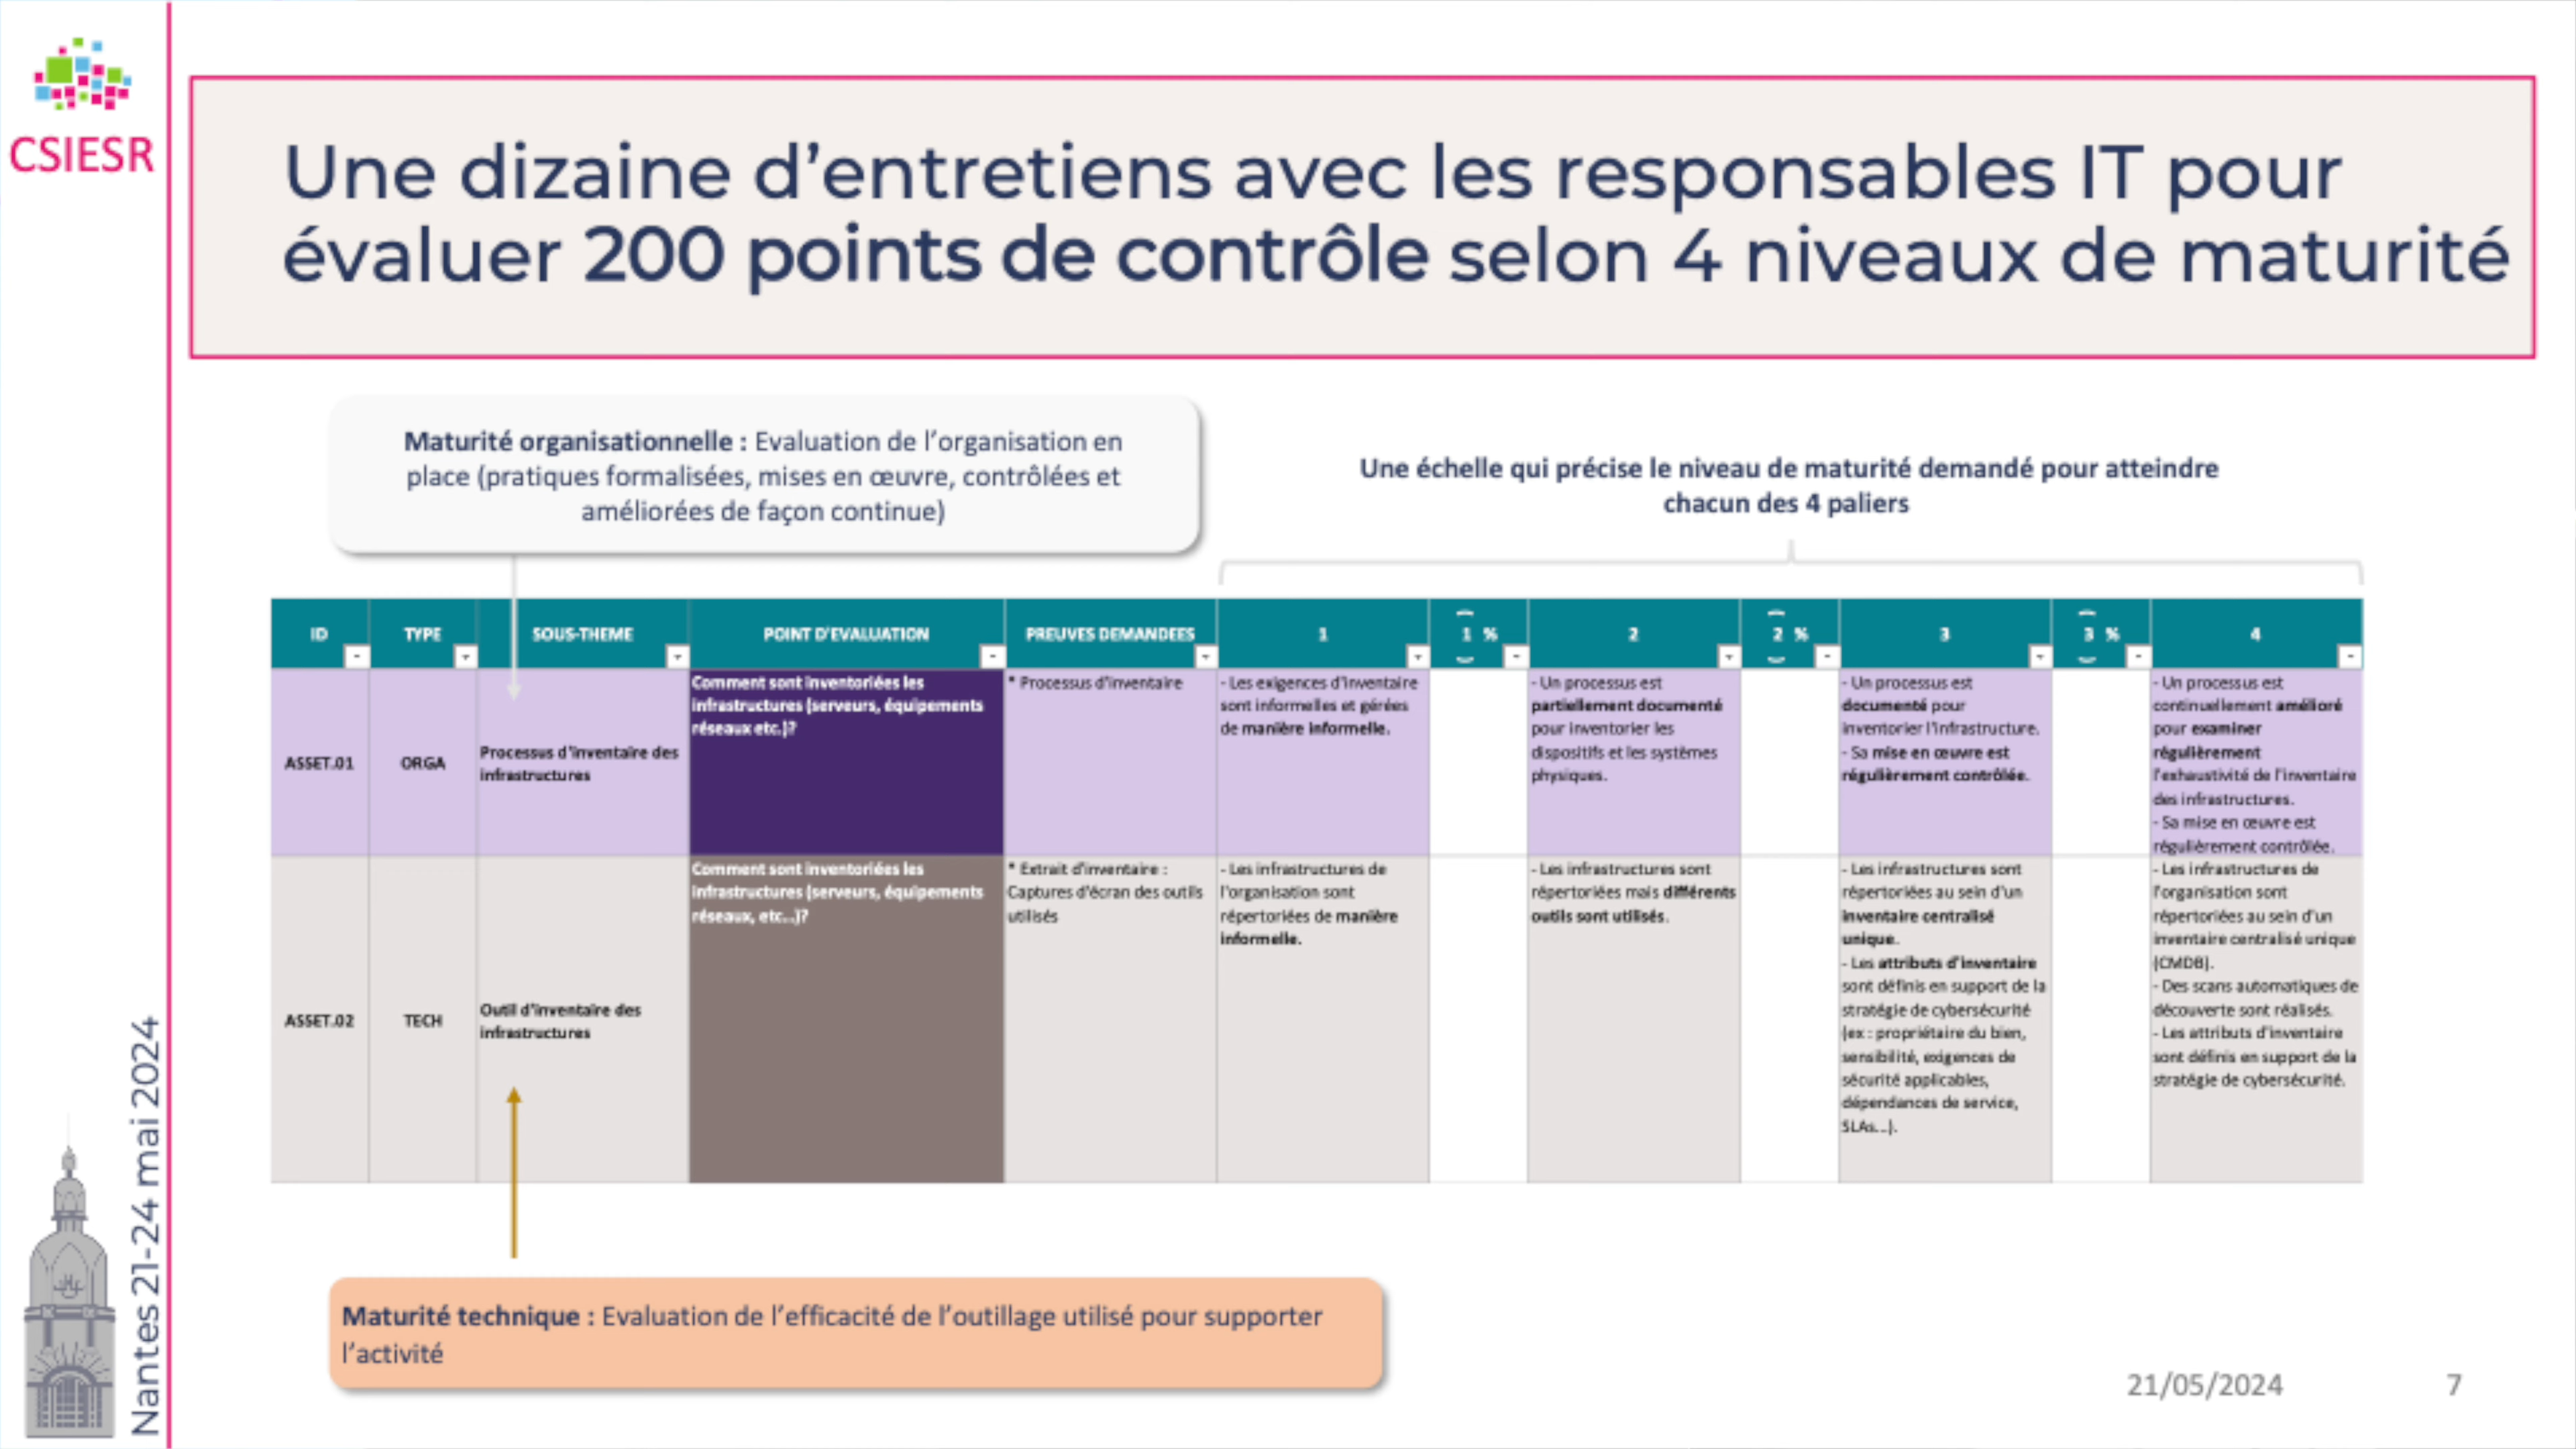 CSIESR
Une dizaine d'entretiens avec les responsables IT pour
évaluer 200 points de contrôle selon 4 niveaux de maturité
Maturité organisationnelle : Evaluation de l'organisation en
place (pratiques formalisées, mises en œuvre, contrôlées et
améliorées de façon continue)
Une échelle qui précise le niveau de maturité demandé pour atteindre
chacun des 4 paliers
ID
TYPE
SOUS-THEME
POINT D'EVALUATION
PREUVES DEMANDEES
1
1 %
2
2 %
3
3 %
4
ASSET.01
ORGA
Processus d'inventaire des
infrastructures
Comment sont inventoriées les
infrastructures (serveurs, équipements
réseaux etc.)?
* Processus d'inventaire
- Les exigences d'inventaire
sont informelles et gérées
de manière informelle.
- Un processus est
partiellement documenté
pour inventorier les
dispositifs et les systèmes
physiques.
- Un processus est
documenté pour
inventorier l'infrastructure.
- Sa mise en œuvre est
régulièrement contrôlée.
- Un processus est
continuellement amélioré
pour examiner
régulièrement
l'exhaustivité de l'inventaire
des infrastructures.
- Sa mise en œuvre est
régulièrement contrôlée.
ASSET.02
TECH
Outil d'inventaire des
infrastructures
Comment sont inventoriées les
infrastructures (serveurs, équipements
réseaux, etc...)?
* Extrait d'inventaire :
Captures d'écran des outils
utilisés
- Les infrastructures de
l'organisation sont
répertoriées de manière
informelle.
- Les infrastructures sont
répertoriées mais différents
outils sont utilisés.
- Les infrastructures sont
répertoriées au sein d'un
inventaire centralisé
unique.
- Les attributs d'inventaire
sont définis en support de la
stratégie de cybersécurité
(ex : propriétaire du bien,
sensibilité, exigences de
sécurité applicables,
dépendances de service,
SLAs...).
- Les infrastructures de
l'organisation sont
répertoriées au sein d'un
inventaire centralisé unique
(CMDB).
- Des scans automatiques de
découverte sont réalisés.
- Les attributs d'inventaire
sont définis en support de la
stratégie de cybersécurité.
Maturité technique : Evaluation de l'efficacité de l'outillage utilisé pour supporter
l'activité
Nantes 21-24 mai 2024
21/05/2024
7